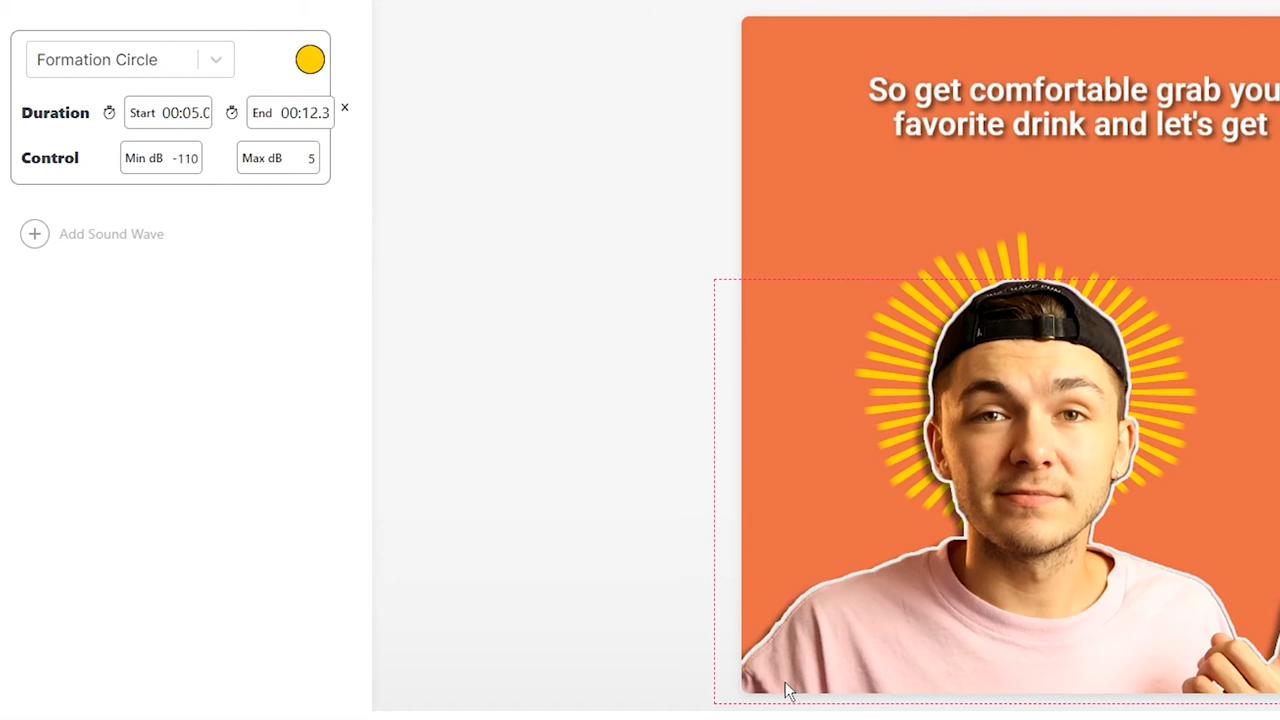 Formation Circle
Duration Start 00:05.0 End 00:12.3 x
Control Min dB -110 Max dB 5
Add Sound Wave
So get comfortable grab you
favorite drink and let's get